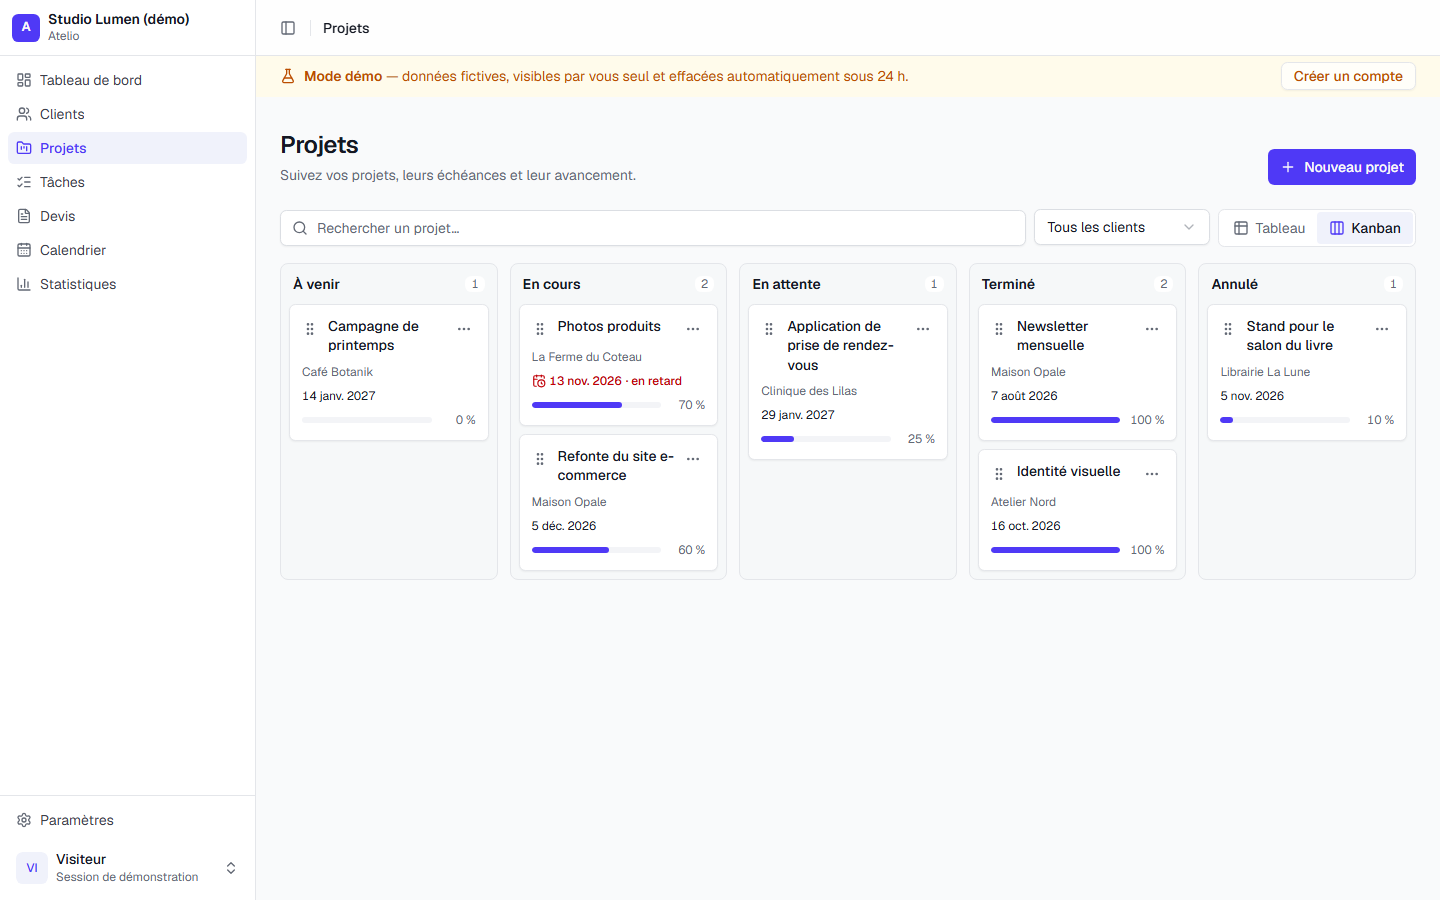 A
Studio Lumen (démo)
Atelio
Tableau de bord
Clients
Projets
Tâches
Devis
Calendrier
Statistiques
Paramètres
VI
Visiteur
Session de démonstration
Projets
Mode démo — données fictives, visibles par vous seul et effacées automatiquement sous 24 h.
Créer un compte
Projets
Suivez vos projets, leurs échéances et leur avancement.
Nouveau projet
Rechercher un projet…
Tous les clients
Tableau
Kanban
À venir
1
Campagne de
printemps
Café Botanik
14 janv. 2027
0 %
En cours
2
Photos produits
La Ferme du Coteau
13 nov. 2026 · en retard
70 %
Refonte du site e-
commerce
Maison Opale
5 déc. 2026
60 %
En attente
1
Application de
prise de rendez-
vous
Clinique des Lilas
29 janv. 2027
25 %
Terminé
2
Newsletter
mensuelle
Maison Opale
7 août 2026
100 %
Identité visuelle
Atelier Nord
16 oct. 2026
100 %
Annulé
1
Stand pour le
salon du livre
Librairie La Lune
5 nov. 2026
10 %